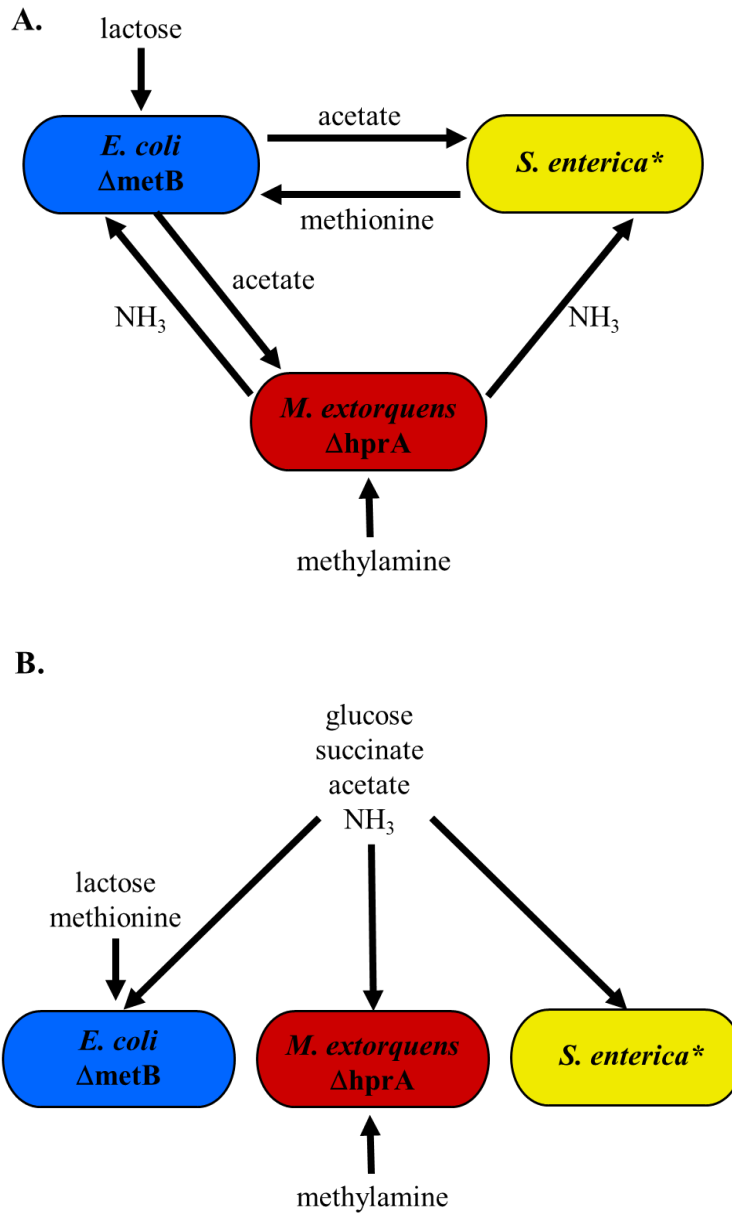 A.
lactose
E. coli
ΔmetB
acetate
S. enterica*
methionine
acetate
NH₃
NH₃
M. extorquens
ΔhprA
methylamine
B.
glucose
succinate
acetate
NH₃
lactose
methionine
E. coli
ΔmetB
M. extorquens
ΔhprA
S. enterica*
methylamine